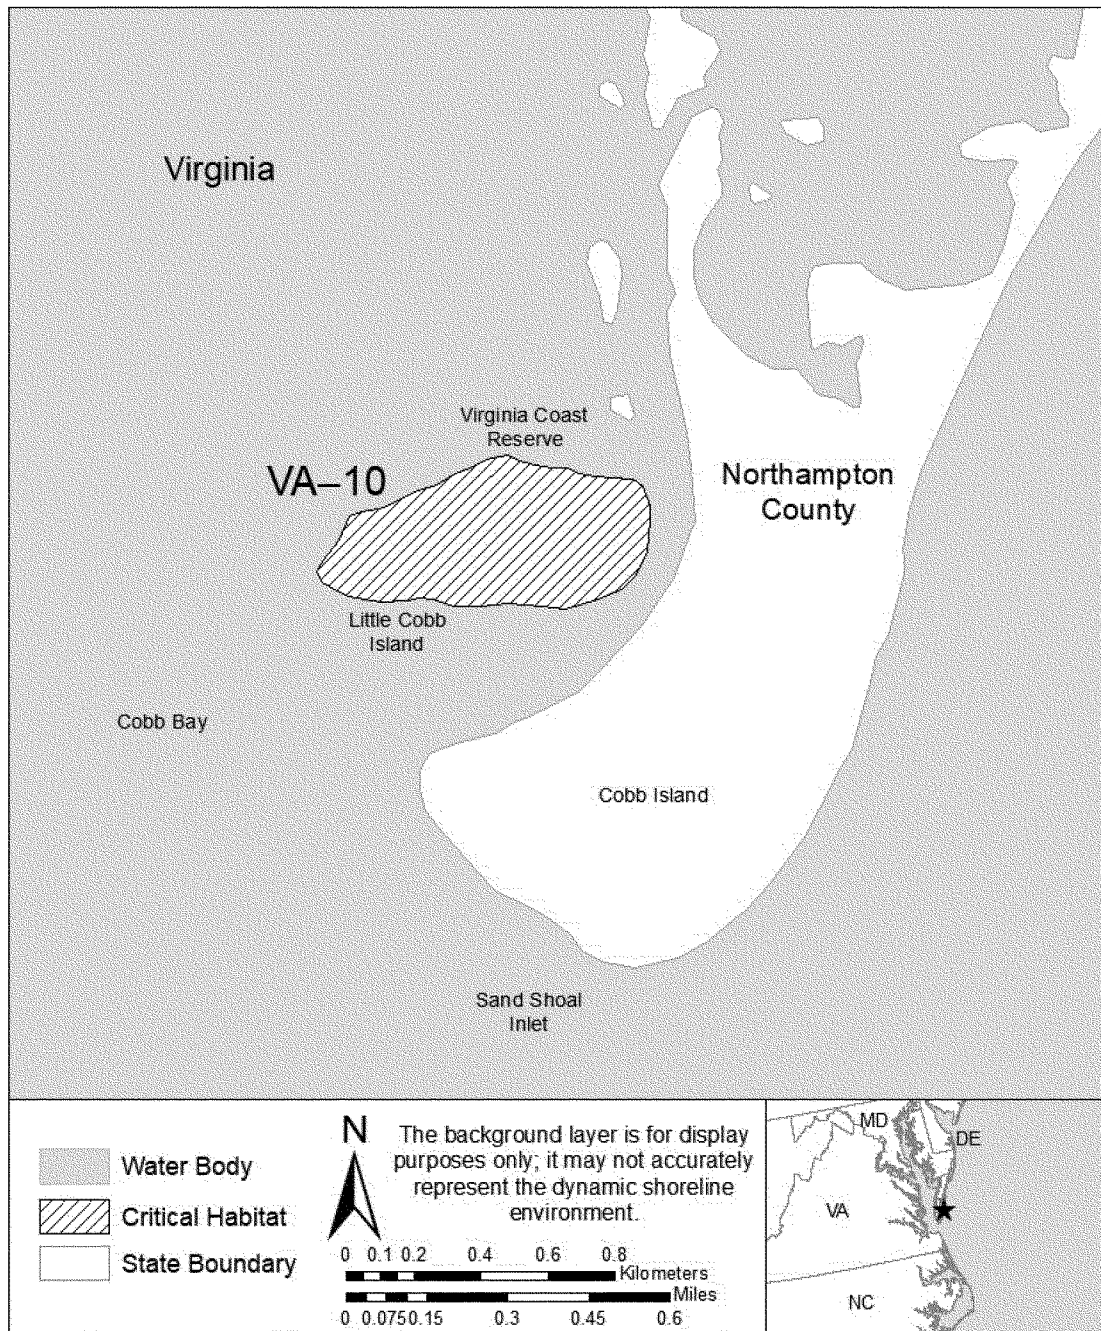 Virginia
Virginia Coast
Reserve
VA–10
Northampton
County
Little Cobb
Island
Cobb Bay
Cobb Island
Sand Shoal
Inlet
Water Body
Critical Habitat
State Boundary
N
The background layer is for display
purposes only; it may not accurately
represent the dynamic shoreline
environment.
0 0.1 0.2 0.4 0.6 0.8
Kilometers
Miles
0 0.075 0.15 0.3 0.45 0.6
MD
DE
VA
NC